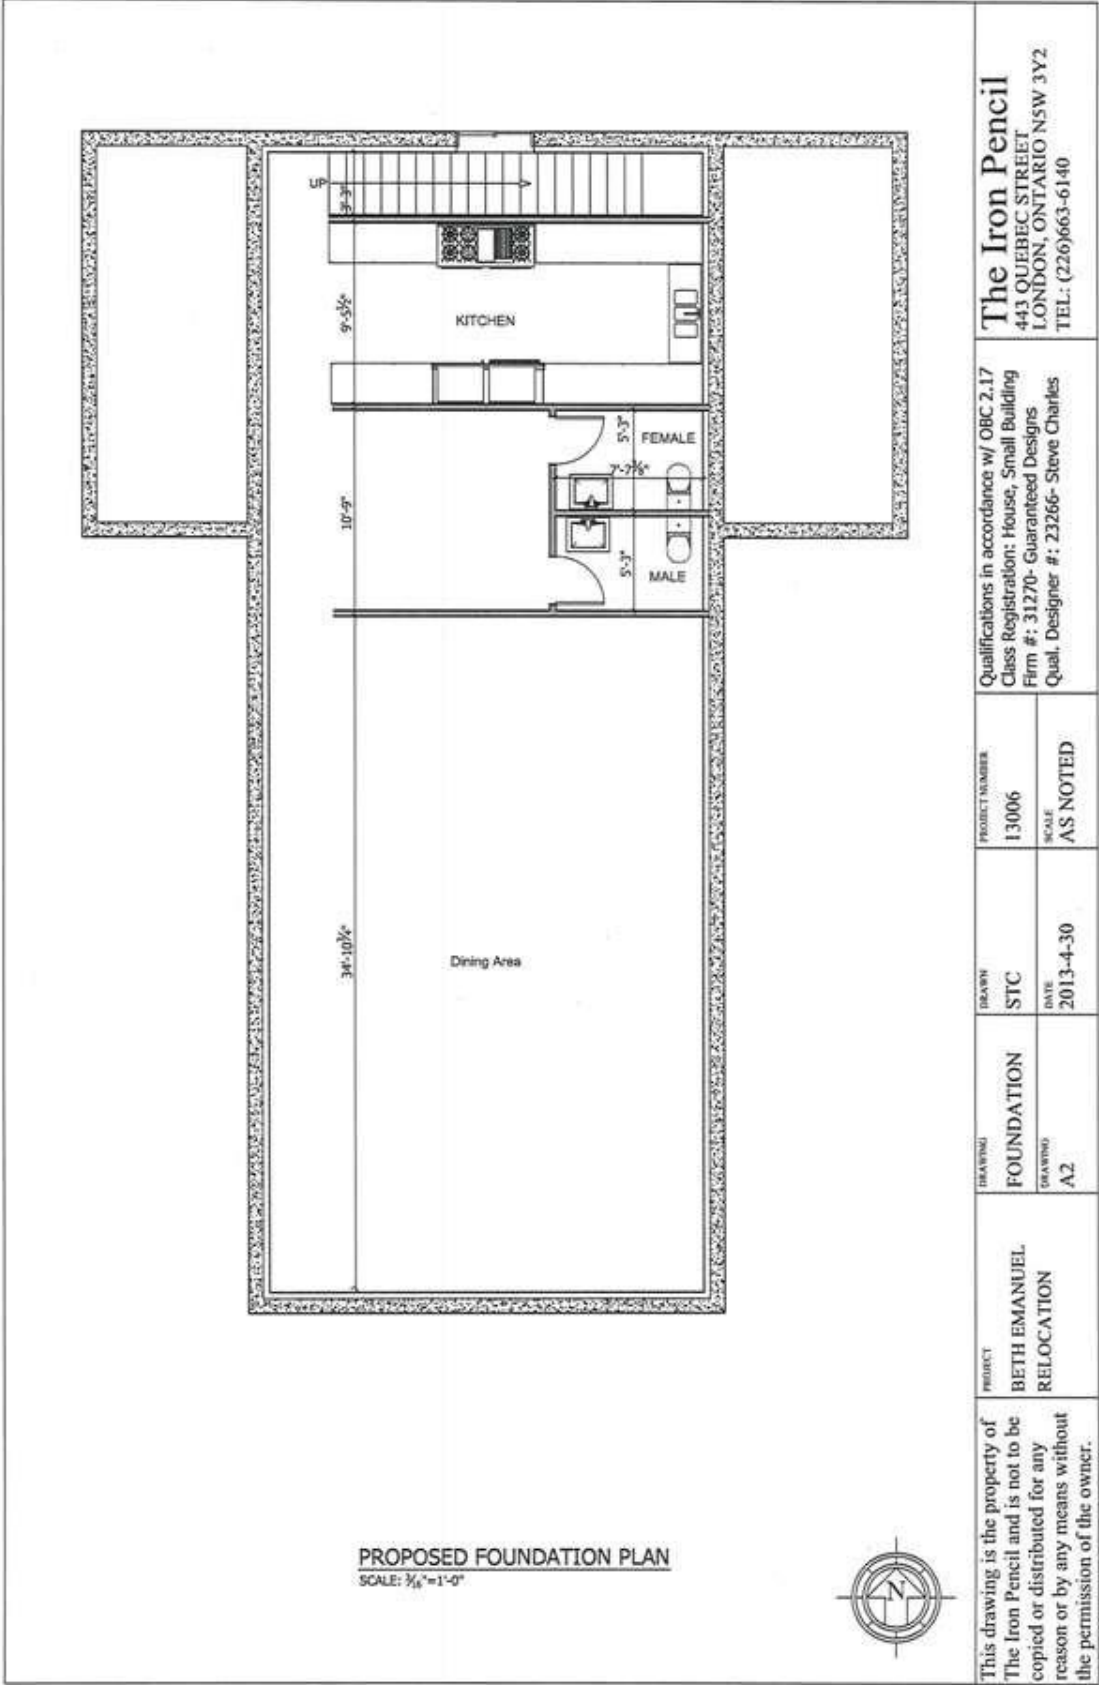 UP
3'-3"
9'-5½"
KITCHEN
10'-9"
5'-3"
FEMALE
7'-7⅞"
5'-3"
MALE
34'-10¾"
Dining Area
PROPOSED FOUNDATION PLAN
SCALE: 3/16"=1'-0"
N
The Iron Pencil
443 QUEBEC STREET
LONDON, ONTARIO N5W 3Y2
TEL: (226)663-6140
Qualifications in accordance w/ OBC 2.17
Class Registration: House, Small Building
Firm #: 31270- Guaranteed Designs
Qual. Designer #: 23266- Steve Charles
PROJECT NUMBER
13006
SCALE
AS NOTED
DRAWN
STC
DATE
2013-4-30
DRAWING
FOUNDATION
DRAWING
A2
PROJECT
BETH EMANUEL
RELOCATION
This drawing is the property of
The Iron Pencil and is not to be
copied or distributed for any
reason or by any means without
the permission of the owner.